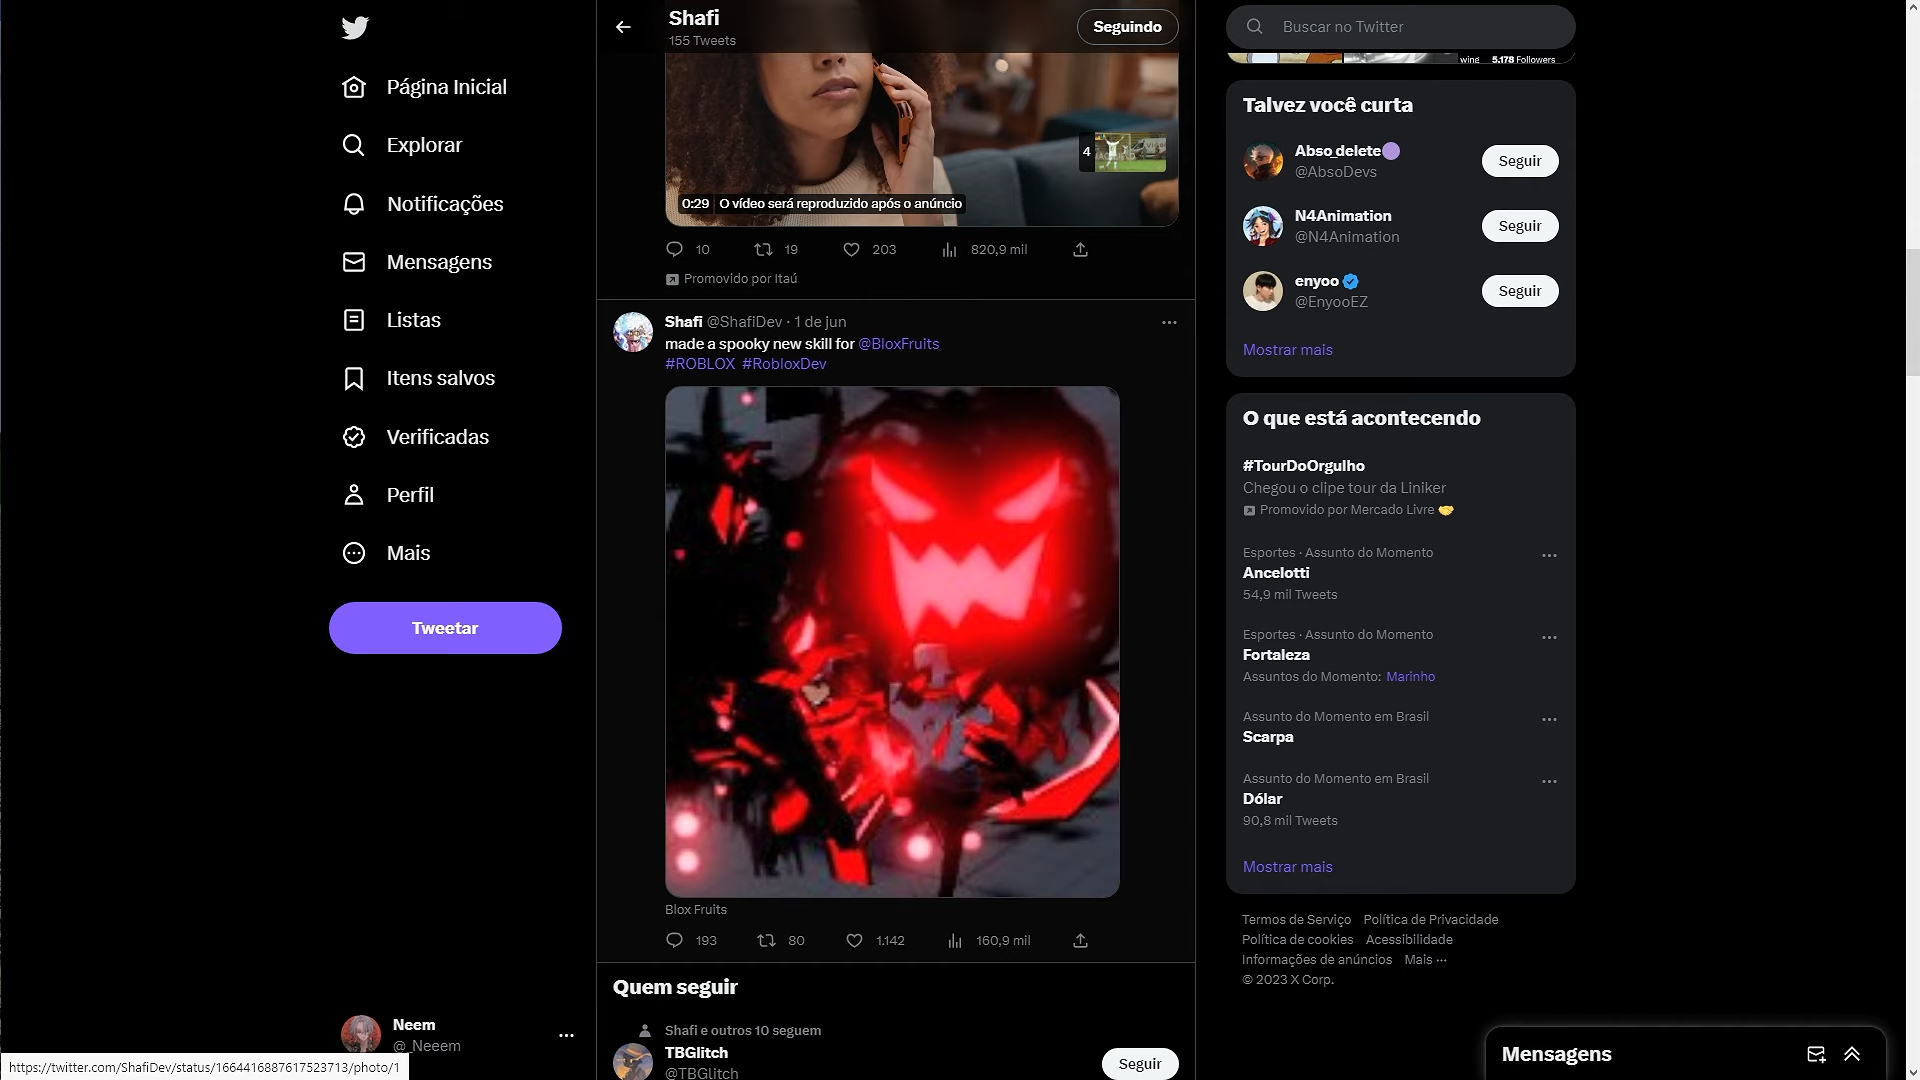 Página Inicial
Explorar
Notificações
Mensagens
Listas
Itens salvos
Verificadas
Perfil
Mais
Tweetar
Neem
@_Neeem
https://twitter.com/ShafiDev/status/1664416887617523713/photo/1
Shafi
155 Tweets
Seguindo
4
0:29 O vídeo será reproduzido após o anúncio
10 19 203 820,9 mil
Promovido por Itaú
Shafi @ShafiDev · 1 de jun
made a spooky new skill for @BloxFruits
#ROBLOX #RobloxDev
Blox Fruits
193 80 1.142 160,9 mil
Quem seguir
Shafi e outros 10 seguem
TBGlitch
@TBGlitch
Seguir
Buscar no Twitter
wing 5,178 Followers
Talvez você curta
Abso_delete
@AbsoDevs
Seguir
N4Animation
@N4Animation
Seguir
enyoo
@EnyooEZ
Seguir
Mostrar mais
O que está acontecendo
#TourDoOrgulho
Chegou o clipe tour da Liniker
Promovido por Mercado Livre 🤝
Esportes · Assunto do Momento
Ancelotti
54,9 mil Tweets
Esportes · Assunto do Momento
Fortaleza
Assuntos do Momento: Marinho
Assunto do Momento em Brasil
Scarpa
Assunto do Momento em Brasil
Dólar
90,8 mil Tweets
Mostrar mais
Termos de Serviço Política de Privacidade
Política de cookies Acessibilidade
Informações de anúncios Mais ···
© 2023 X Corp.
Mensagens